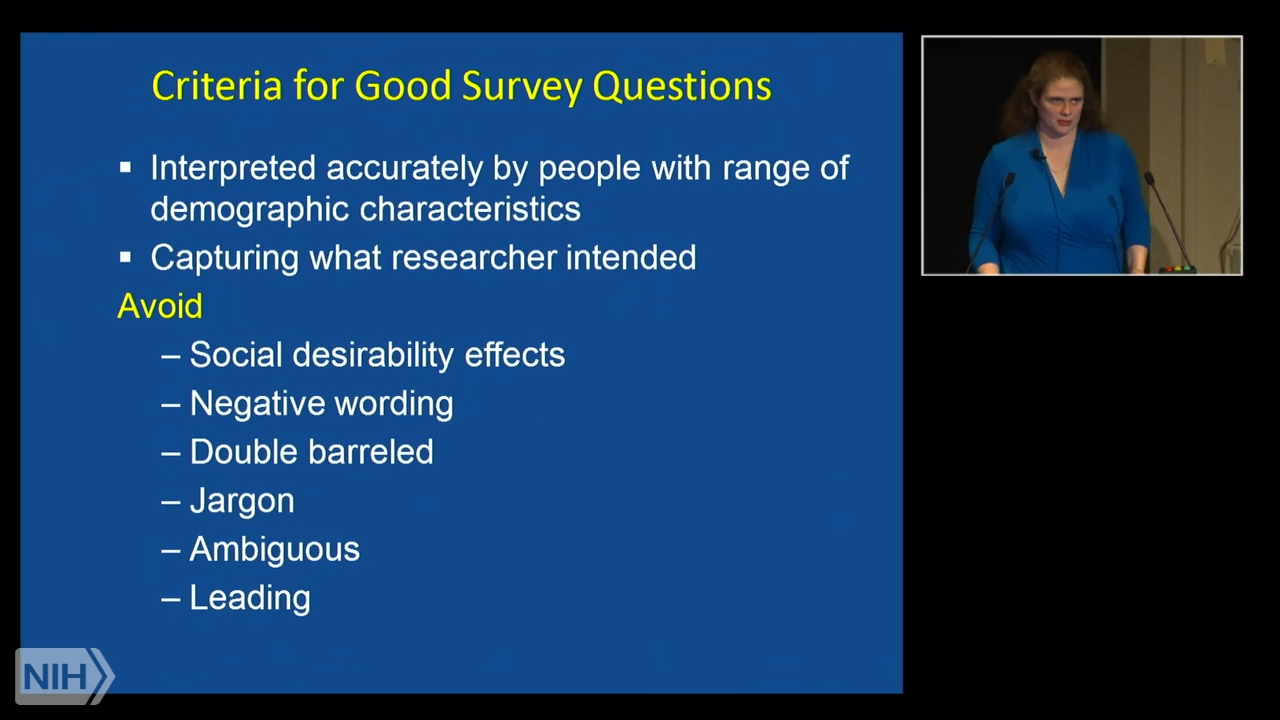 Criteria for Good Survey Questions
▪ Interpreted accurately by people with range of
demographic characteristics
▪ Capturing what researcher intended
Avoid
– Social desirability effects
– Negative wording
– Double barreled
– Jargon
– Ambiguous
– Leading
NIH